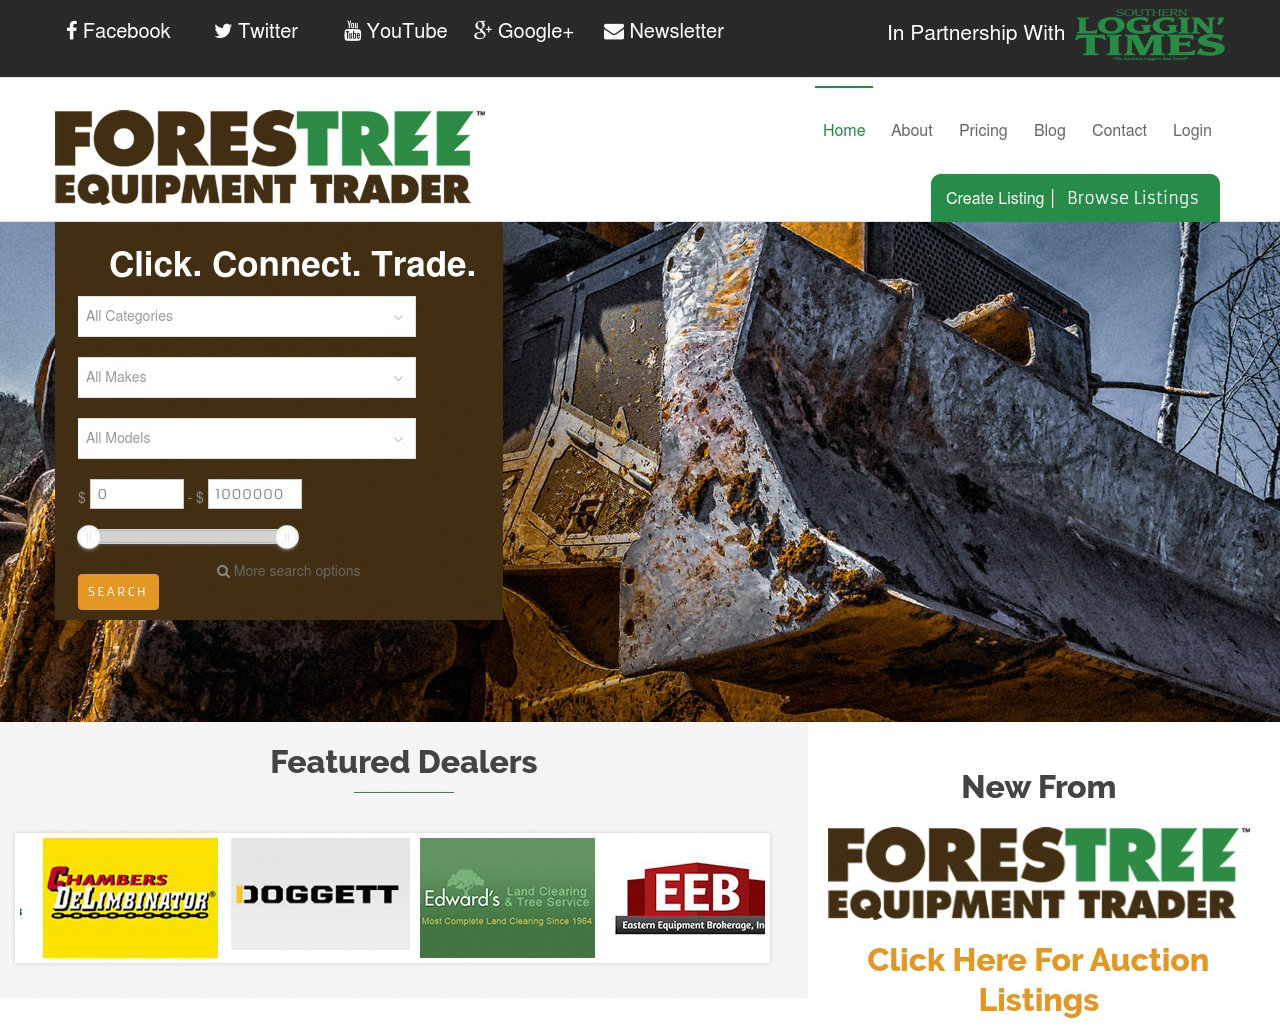 Facebook Twitter YouTube Google+ Newsletter In Partnership With
SOUTHERN
LOGGIN'
TIMES
FORESTREE™
EQUIPMENT TRADER
Home About Pricing Blog Contact Login
Create Listing | Browse Listings
Click. Connect. Trade.
All Categories
All Makes
All Models
$ 0 - $ 1000000
More search options
SEARCH
Featured Dealers
CHAMBERS
DELIMBINATOR®
DOGGETT
Edward's Land Clearing
& Tree Service
Most Complete Land Clearing Since 1964
EEB
Eastern Equipment Brokerage, In
New From
FORESTREE™
EQUIPMENT TRADER
Click Here For Auction
Listings